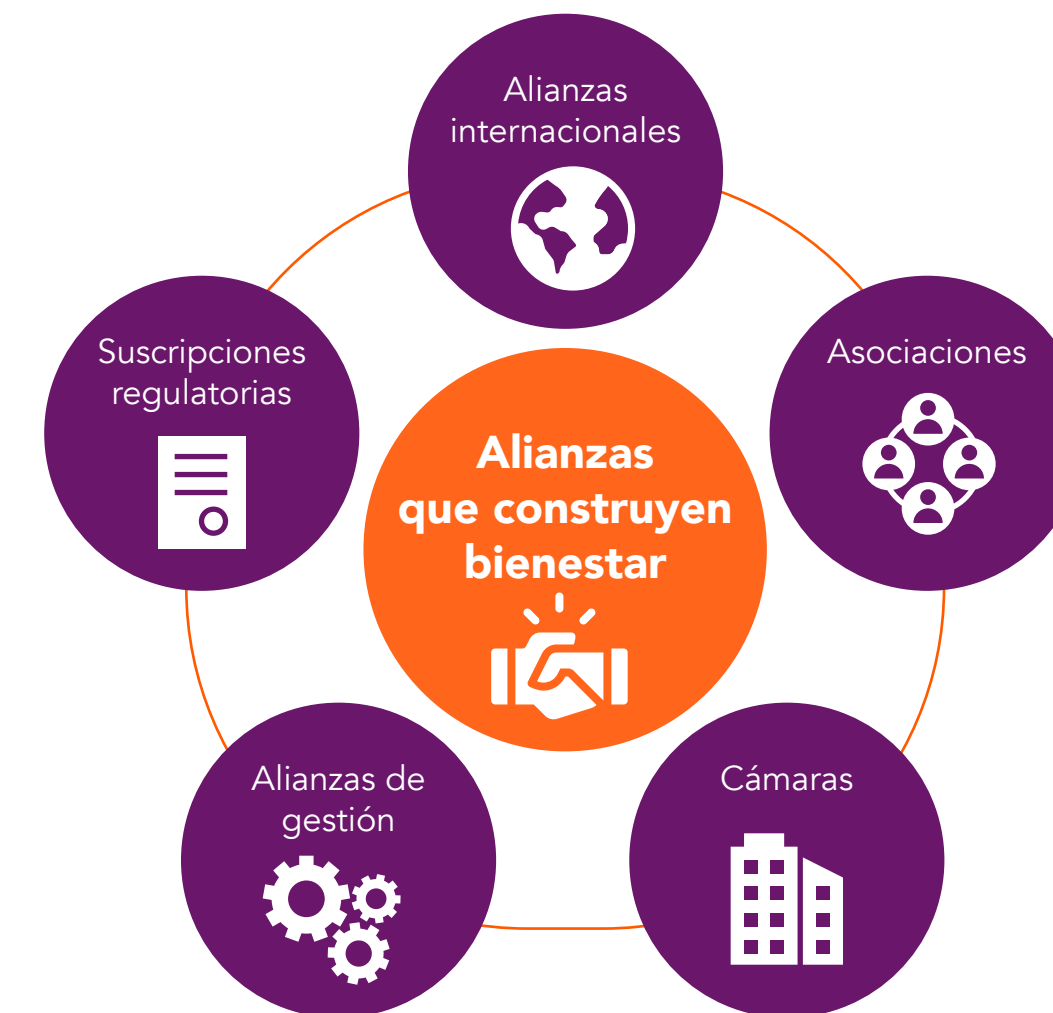 Alianzas
internacionales
Suscripciones
regulatorias
Asociaciones
Alianzas
que construyen
bienestar
Alianzas de
gestión
Cámaras